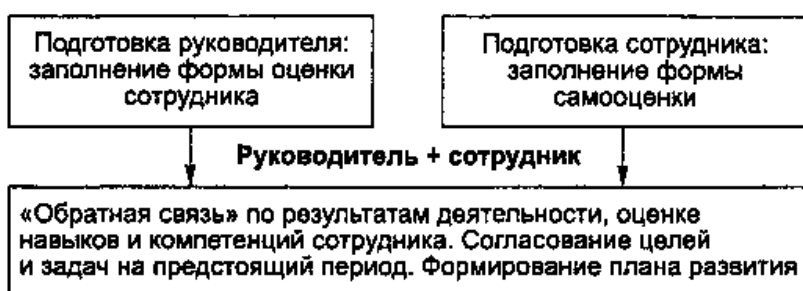 Подготовка руководителя:
заполнение формы оценки
сотрудника
Подготовка сотрудника:
заполнение формы
самооценки
Руководитель + сотрудник
«Обратная связь» по результатам деятельности, оценке
навыков и компетенций сотрудника. Согласование целей
и задач на предстоящий период. Формирование плана развития